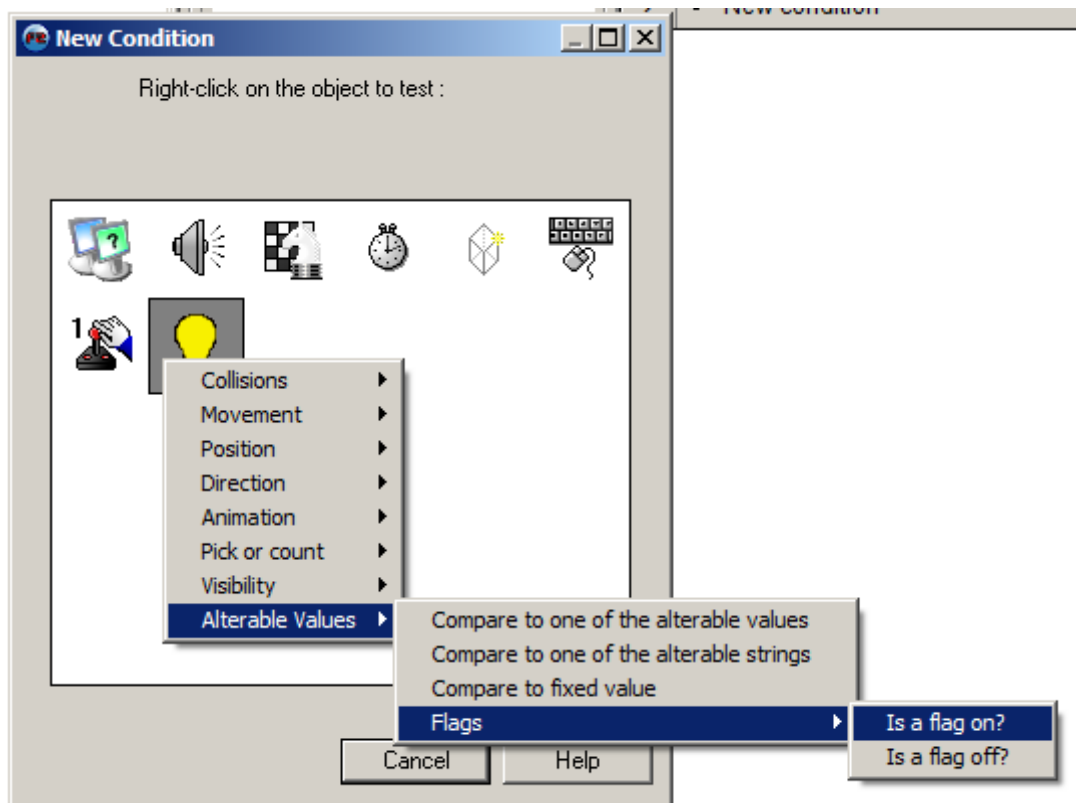 New condition
New Condition
Right-click on the object to test :
?
1
Collisions
Movement
Position
Direction
Animation
Pick or count
Visibility
Alterable Values
Compare to one of the alterable values
Compare to one of the alterable strings
Compare to fixed value
Flags
Is a flag on?
Is a flag off?
Cancel
Help